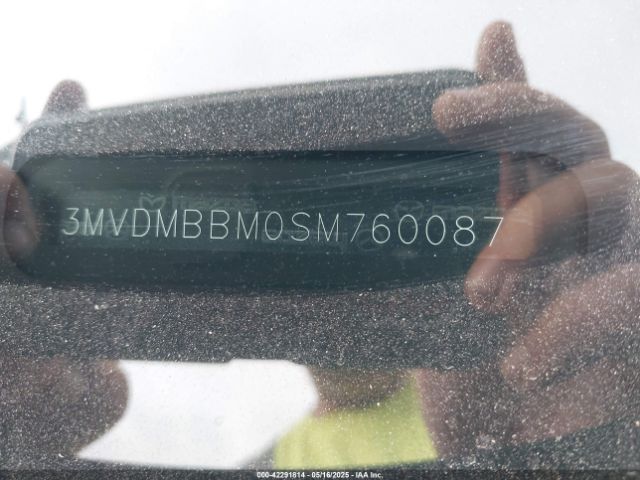 3MVDMBBM0SM760087
000-42291814 - 05/16/2025 - IAA Inc.